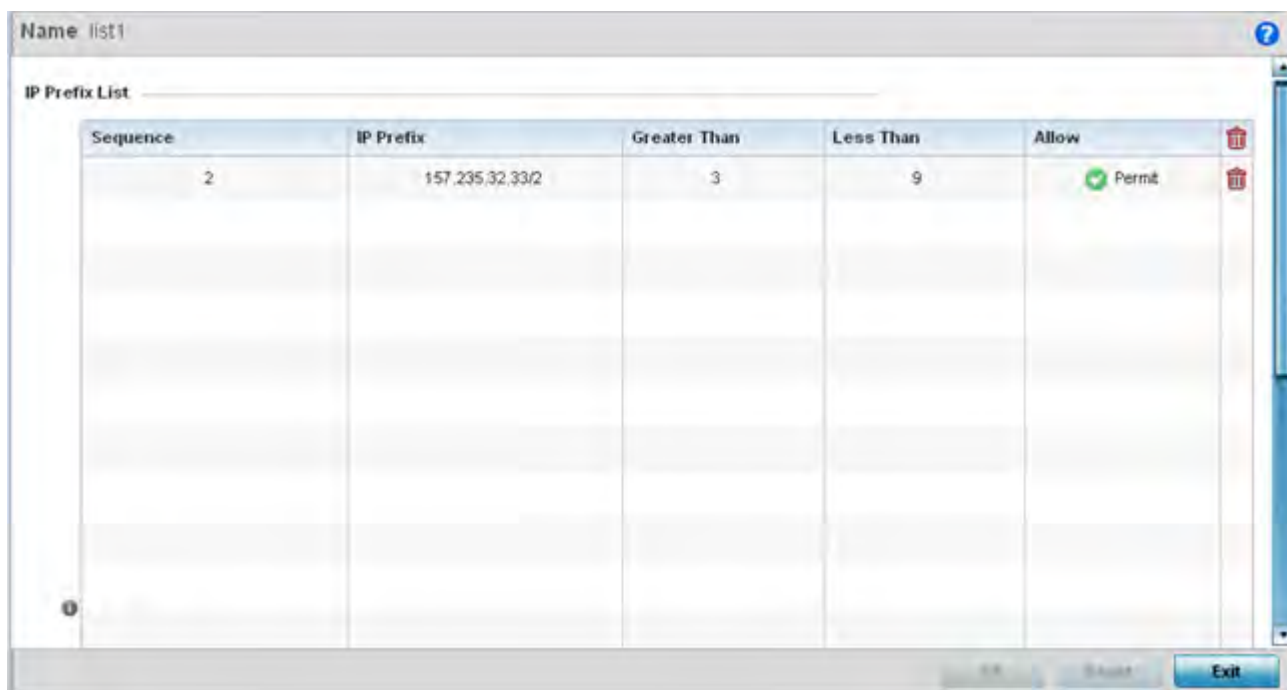 Name list1
IP Prefix List
Sequence IP Prefix Greater Than Less Than Allow
2 157.235.32.33/2 3 9 Permit
Exit